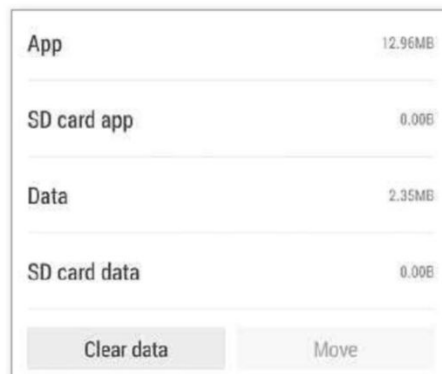 App 12.96MB
SD card app 0.00B
Data 2.35MB
SD card data 0.00B
Clear data Move